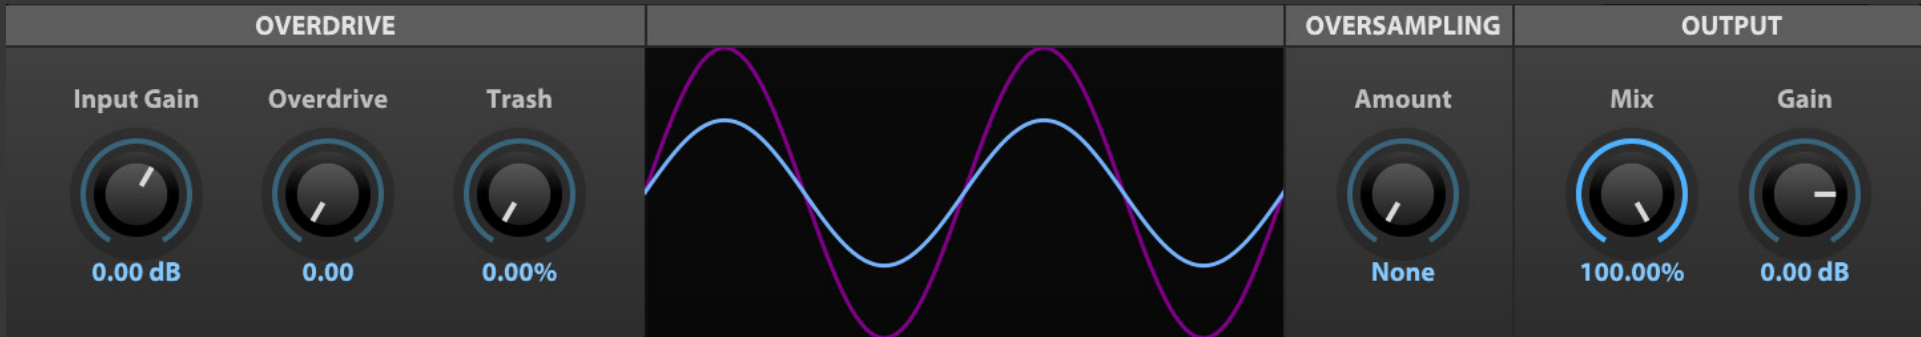 OVERDRIVE
OVERSAMPLING
OUTPUT
Input Gain
Overdrive
Trash
Amount
Mix
Gain
0.00 dB
0.00
0.00%
None
100.00%
0.00 dB